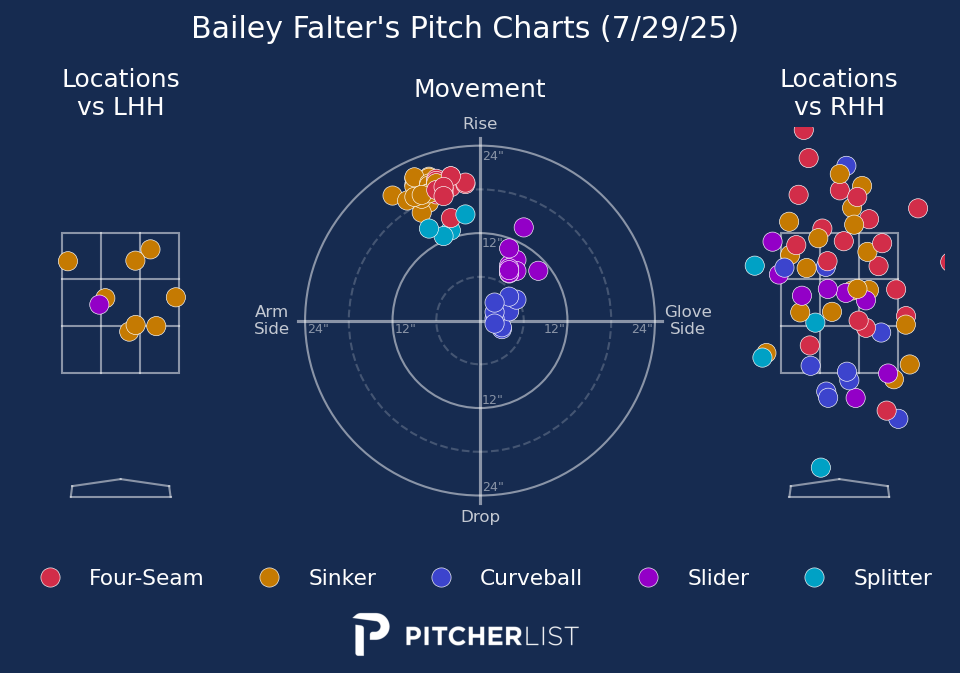 Bailey Falter's Pitch Charts (7/29/25)
Locations
vs LHH
Movement
Locations
vs RHH
Rise
24"
12"
Arm
Side
24"
12"
12"
24"
Glove
Side
12"
24"
Drop
Four-Seam
Sinker
Curveball
Slider
Splitter
PITCHERLIST